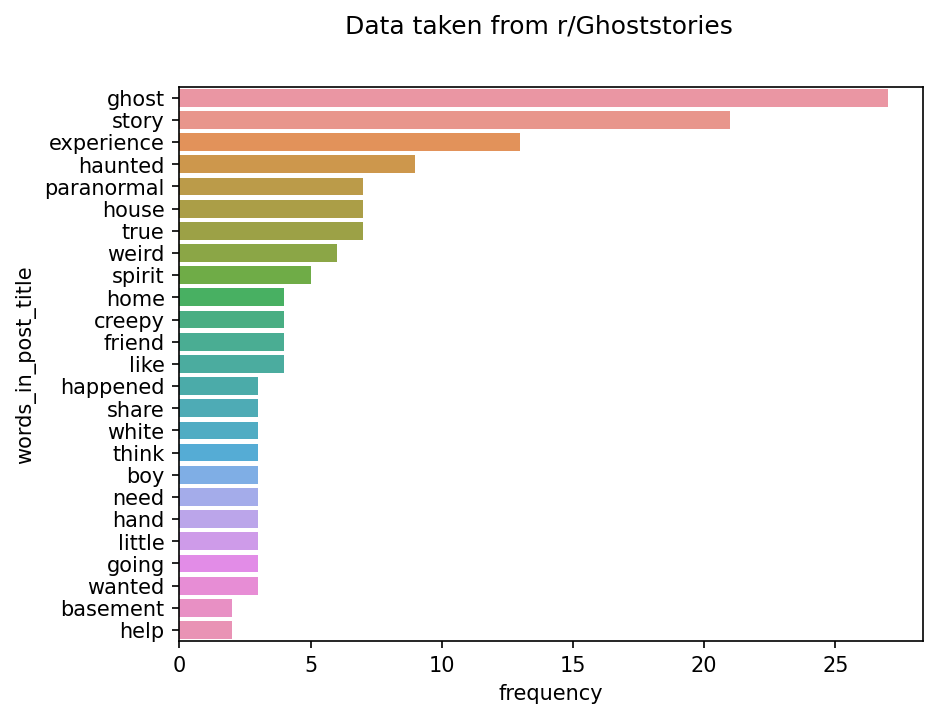 Data taken from r/Ghoststories
words_in_post_title
ghost
story
experience
haunted
paranormal
house
true
weird
spirit
home
creepy
friend
like
happened
share
white
think
boy
need
hand
little
going
wanted
basement
help
0 5 10 15 20 25
frequency